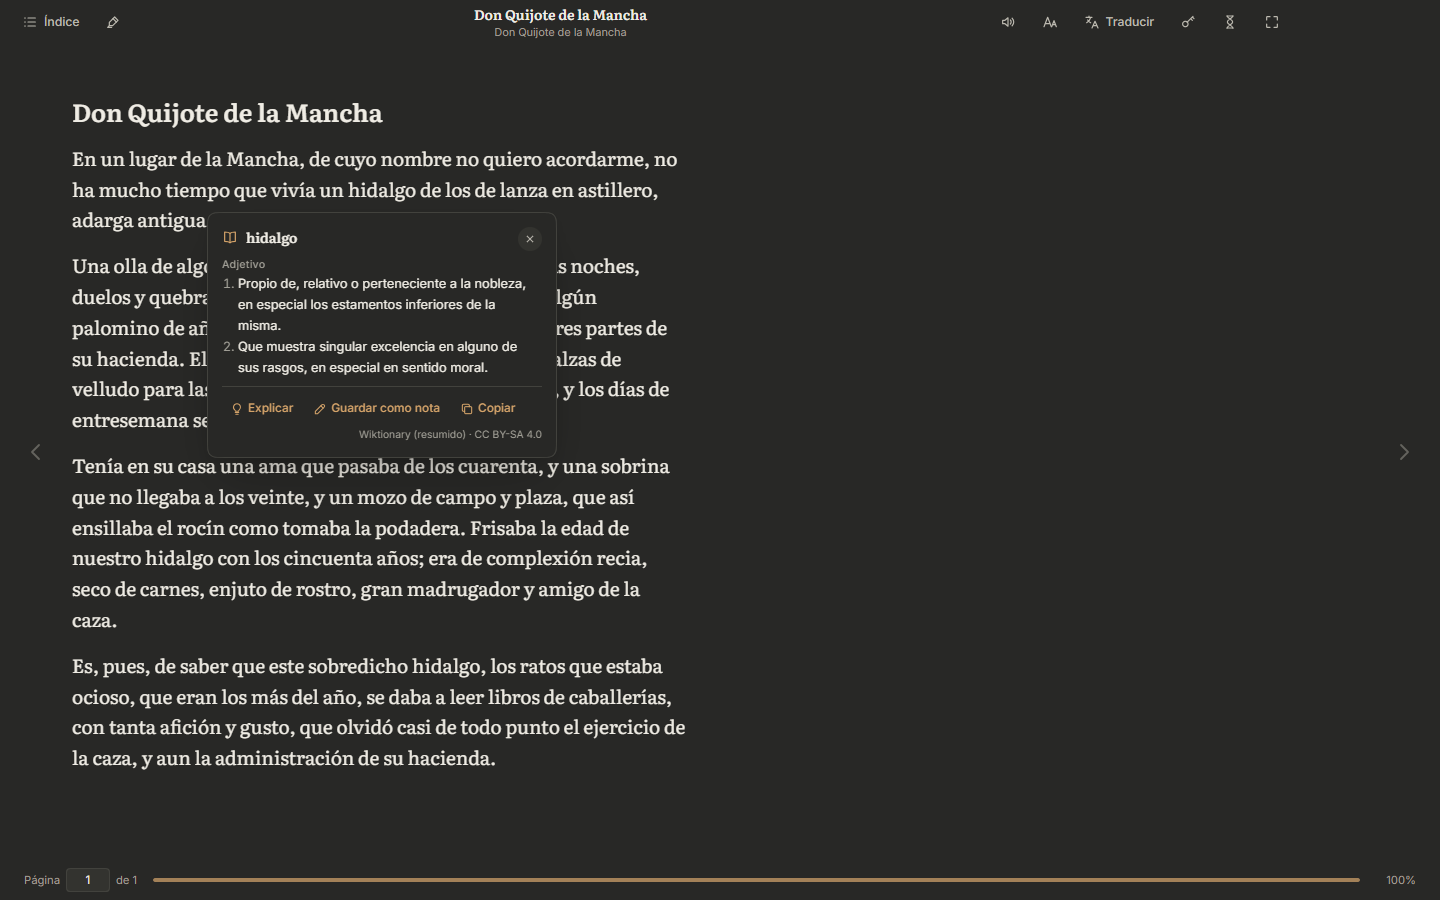 Índice
Don Quijote de la Mancha
Don Quijote de la Mancha
Traducir
Don Quijote de la Mancha
En un lugar de la Mancha, de cuyo nombre no quiero acordarme, no
ha mucho tiempo que vivía un hidalgo de los de lanza en astillero,
adarga antigua
Una olla de s noches,
duelos y
palomino de res partes de
su hacienda. El
velludo para , y los días de
entresemana
hidalgo
Adjetivo
1. Propio de, relativo o perteneciente a la nobleza,
en especial los estamentos inferiores de la
misma.
2. Que muestra singular excelencia en alguno de
sus rasgos, en especial en sentido moral.
Explicar
Guardar como nota
Copiar
Wiktionary (resumido) · CC BY-SA 4.0
Tenía en su casa una ama que pasaba de los cuarenta, y una sobrina
que no llegaba a los veinte, y un mozo de campo y plaza, que así
ensillaba el rocín como tomaba la podadera. Frisaba la edad de
nuestro hidalgo con los cincuenta años; era de complexión recia,
seco de carnes, enjuto de rostro, gran madrugador y amigo de la
caza.
Es, pues, de saber que este sobredicho hidalgo, los ratos que estaba
ocioso, que eran los más del año, se daba a leer libros de caballerías,
con tanta afición y gusto, que olvidó casi de todo punto el ejercicio de
la caza, y aun la administración de su hacienda.
Página 1 de 1
100%